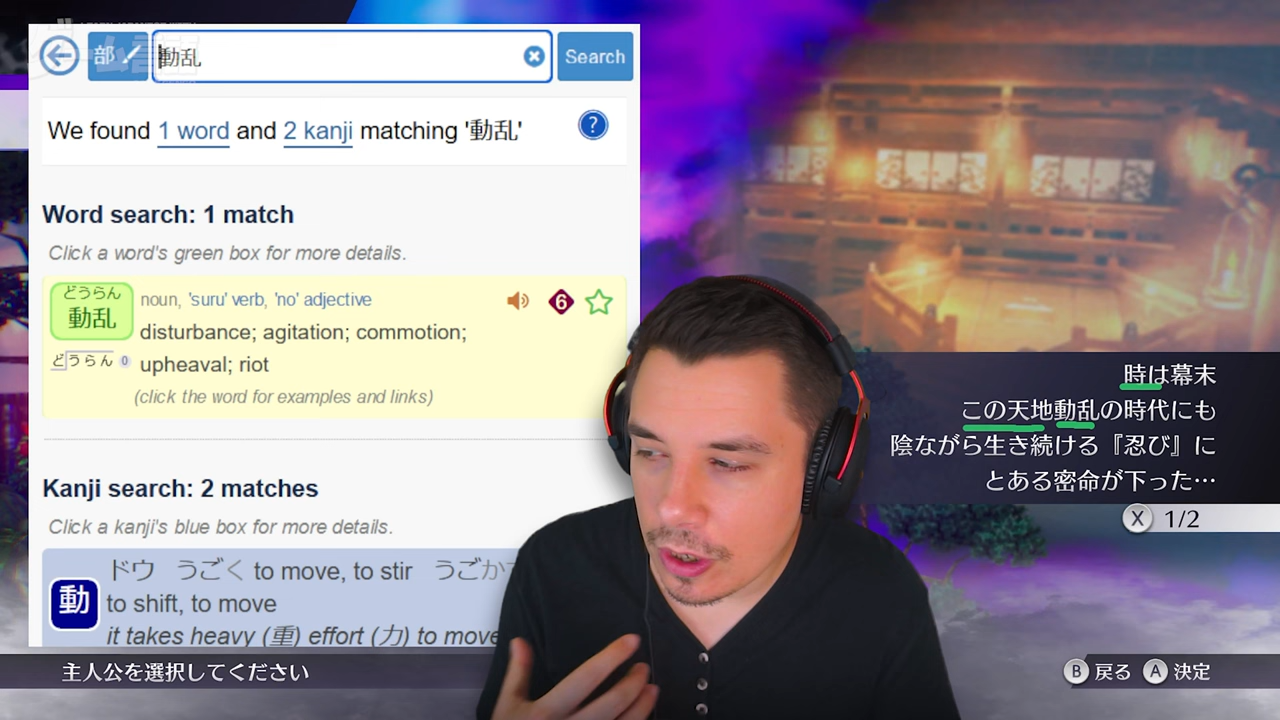 部
動乱
Search
We found 1 word and 2 kanji matching '動乱'
?
Word search: 1 match
Click a word's green box for more details.
どうらん
動乱
noun, 'suru' verb, 'no' adjective
6
disturbance; agitation; commotion;
どうらん 0
upheaval; riot
(click the word for examples and links)
Kanji search: 2 matches
Click a kanji's blue box for more details.
動
ドウ うごく to move, to stir うごか
to shift, to move
it takes heavy (重) effort (力) to move
時は幕末
この天地動乱の時代にも
陰ながら生き続ける『忍び』に
とある密命が下った…
X 1/2
主人公を選択してください
B 戻る A 決定